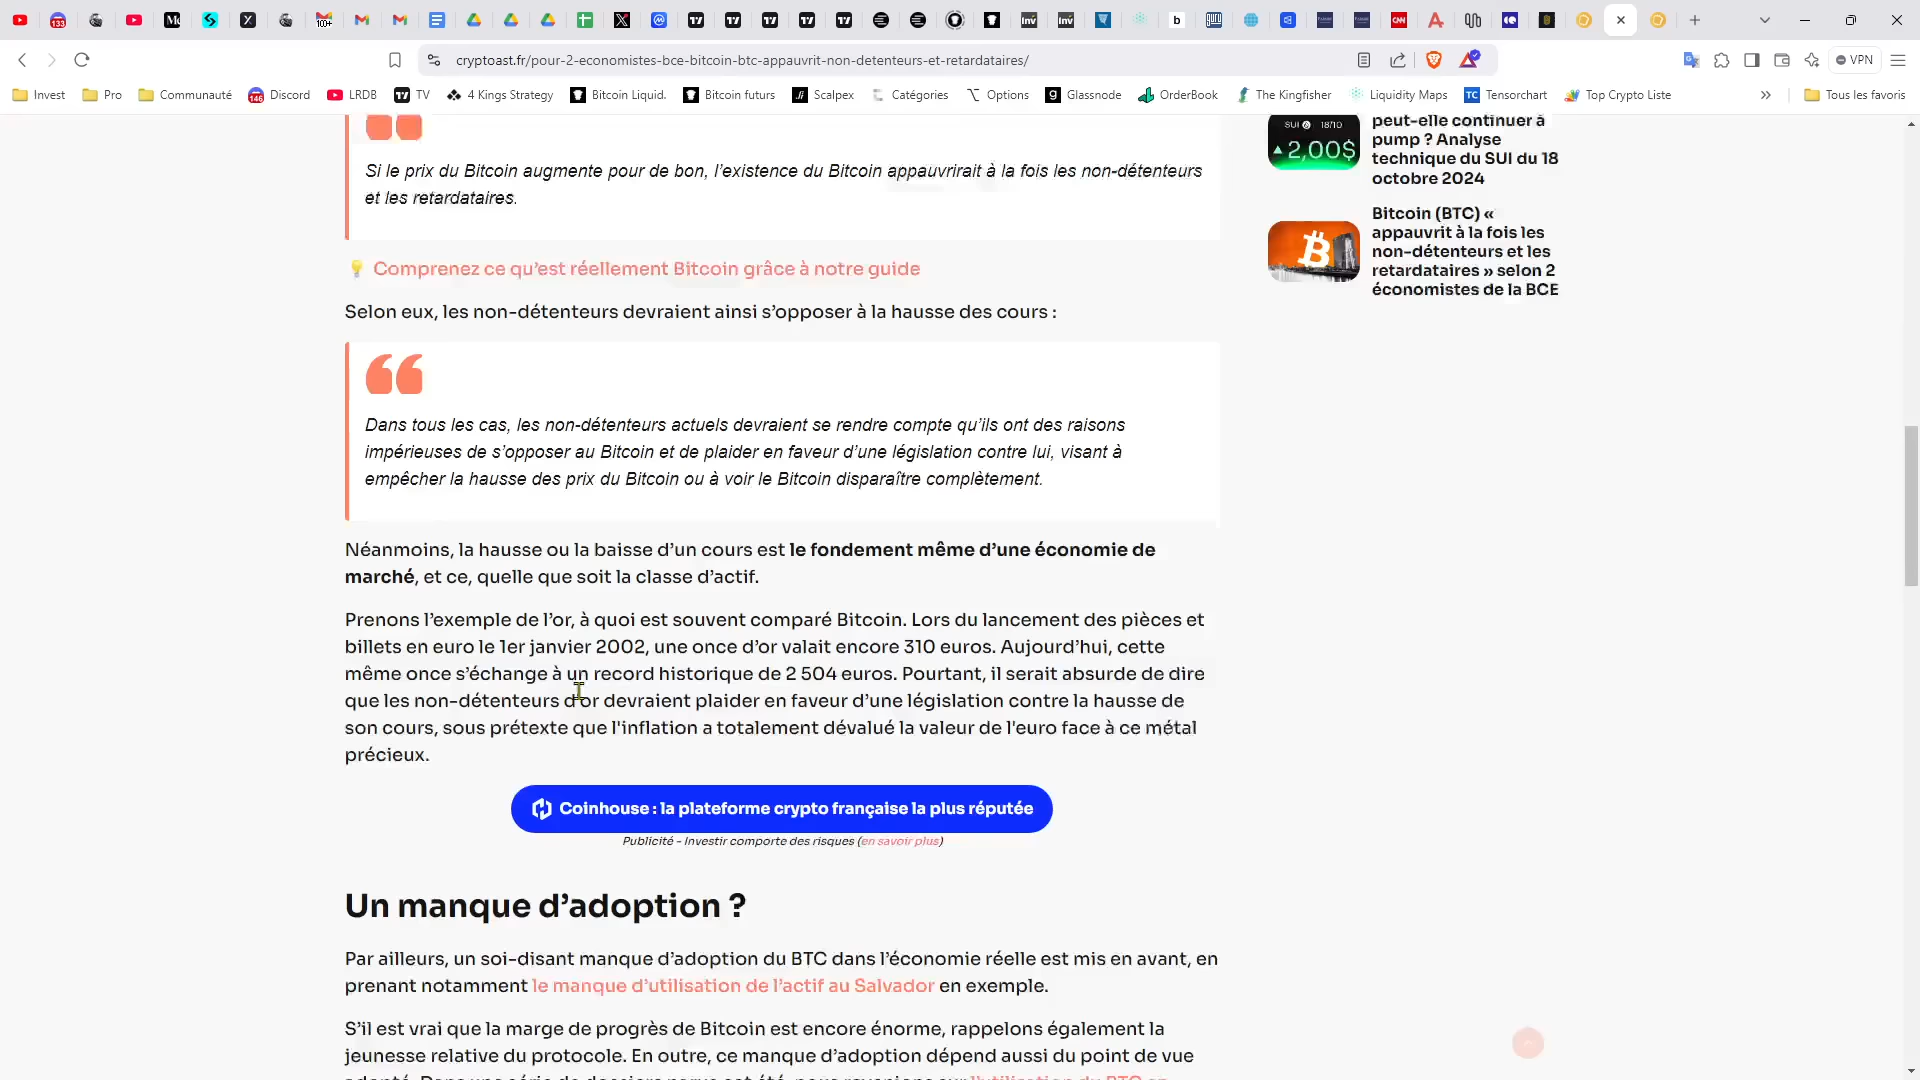 cryptoast.fr/pour-2-economistes-bce-bitcoin-btc-appauvrit-non-detenteurs-et-retardataires/
VPN
Invest
Pro
Communauté
Discord
LRDB
TV
4 Kings Strategy
Bitcoin Liquid.
Bitcoin futurs
Scalpex
Catégories
Options
Glassnode
OrderBook
The Kingfisher
Liquidity Maps
Tensorchart
Top Crypto Liste
Tous les favoris
Si le prix du Bitcoin augmente pour de bon, l’existence du Bitcoin appauvrirait à la fois les non-détenteurs
et les retardataires.
Comprenez ce qu’est réellement Bitcoin grâce à notre guide
Selon eux, les non-détenteurs devraient ainsi s’opposer à la hausse des cours :
Dans tous les cas, les non-détenteurs actuels devraient se rendre compte qu’ils ont des raisons
impérieuses de s’opposer au Bitcoin et de plaider en faveur d’une législation contre lui, visant à
empêcher la hausse des prix du Bitcoin ou à voir le Bitcoin disparaître complètement.
Néanmoins, la hausse ou la baisse d’un cours est le fondement même d’une économie de
marché, et ce, quelle que soit la classe d’actif.
Prenons l’exemple de l’or, à quoi est souvent comparé Bitcoin. Lors du lancement des pièces et
billets en euro le 1er janvier 2002, une once d’or valait encore 310 euros. Aujourd’hui, cette
même once s’échange à un record historique de 2 504 euros. Pourtant, il serait absurde de dire
que les non-détenteurs d’or devraient plaider en faveur d’une législation contre la hausse de
son cours, sous prétexte que l'inflation a totalement dévalué la valeur de l'euro face à ce métal
précieux.
Coinhouse : la plateforme crypto française la plus réputée
Publicité - Investir comporte des risques (en savoir plus)
Un manque d’adoption ?
Par ailleurs, un soi-disant manque d’adoption du BTC dans l’économie réelle est mis en avant, en
prenant notamment le manque d’utilisation de l’actif au Salvador en exemple.
S’il est vrai que la marge de progrès de Bitcoin est encore énorme, rappelons également la
jeunesse relative du protocole. En outre, ce manque d’adoption dépend aussi du point de vue
SUI 18/10
2,00$
peut-elle continuer à
pump ? Analyse
technique du SUI du 18
octobre 2024
Bitcoin (BTC) «
appauvrit à la fois les
non-détenteurs et les
retardataires » selon 2
économistes de la BCE